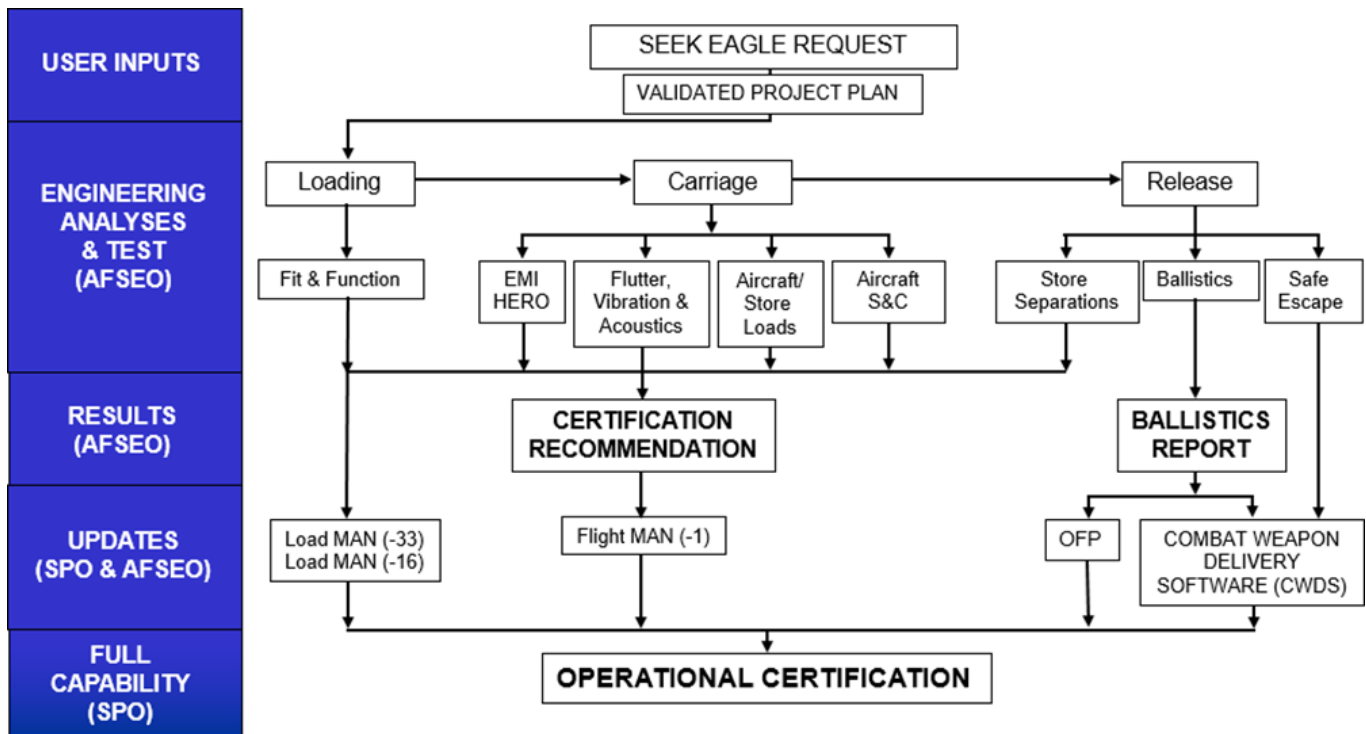 USER INPUTS
SEEK EAGLE REQUEST
VALIDATED PROJECT PLAN
ENGINEERING
ANALYSES
& TEST
(AFSEO)
Loading
Carriage
Release
Fit & Function
EMI
HERO
Flutter,
Vibration &
Acoustics
Aircraft/
Store
Loads
Aircraft
S&C
Store
Separations
Ballistics
Safe
Escape
RESULTS
(AFSEO)
CERTIFICATION
RECOMMENDATION
BALLISTICS
REPORT
UPDATES
(SPO & AFSEO)
Load MAN (-33)
Load MAN (-16)
Flight MAN (-1)
OFP
COMBAT WEAPON
DELIVERY
SOFTWARE (CWDS)
FULL
CAPABILITY
(SPO)
OPERATIONAL CERTIFICATION